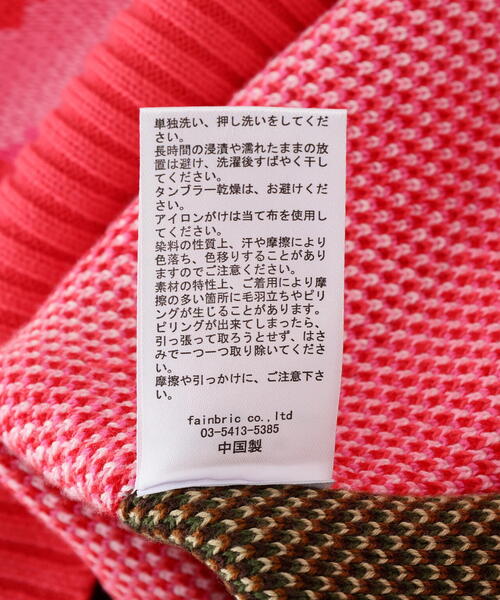 単独洗い、押し洗いをしてくだ
さい。
長時間の浸漬や濡れたままの放
置は避け、洗濯後すばやく干し
てください。
タンブラー乾燥は、お避けくだ
さい。
アイロンがけは当て布を使用し
てください。
染料の性質上、汗や摩擦により
色落ち、色移りすることがあり
ますのでご注意ください。
素材の特性上、ご着用により摩
擦の多い箇所に毛羽立ちやピリ
ングが生じることがあります。
ピリングが出来てしまったら、
引っ張って取ろうとせず、はさ
みで一つ一つ取り除いてくださ
い。
摩擦や引っかけに、ご注意下さ
い。
fainbric co.,ltd
03-5413-5385
中国製